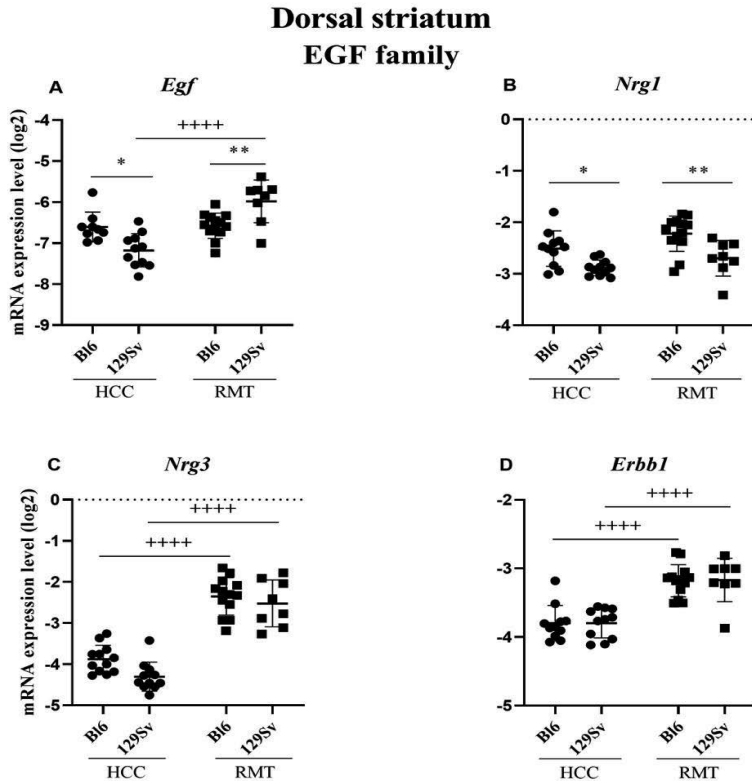 Dorsal striatum
EGF family
A
Egf
mRNA expression level (log2)
-4
-5
-6
-7
-8
-9
++++
*
**
Bl6
129Sv
Bl6
129Sv
HCC
RMT
B
Nrg1
0
-1
-2
-3
-4
*
**
Bl6
129Sv
Bl6
129Sv
HCC
RMT
C
Nrg3
mRNA expression level (log2)
0
-1
-2
-3
-4
-5
++++
++++
Bl6
129Sv
Bl6
129Sv
HCC
RMT
D
Erbb1
-2
-3
-4
-5
++++
++++
Bl6
129Sv
Bl6
129Sv
HCC
RMT